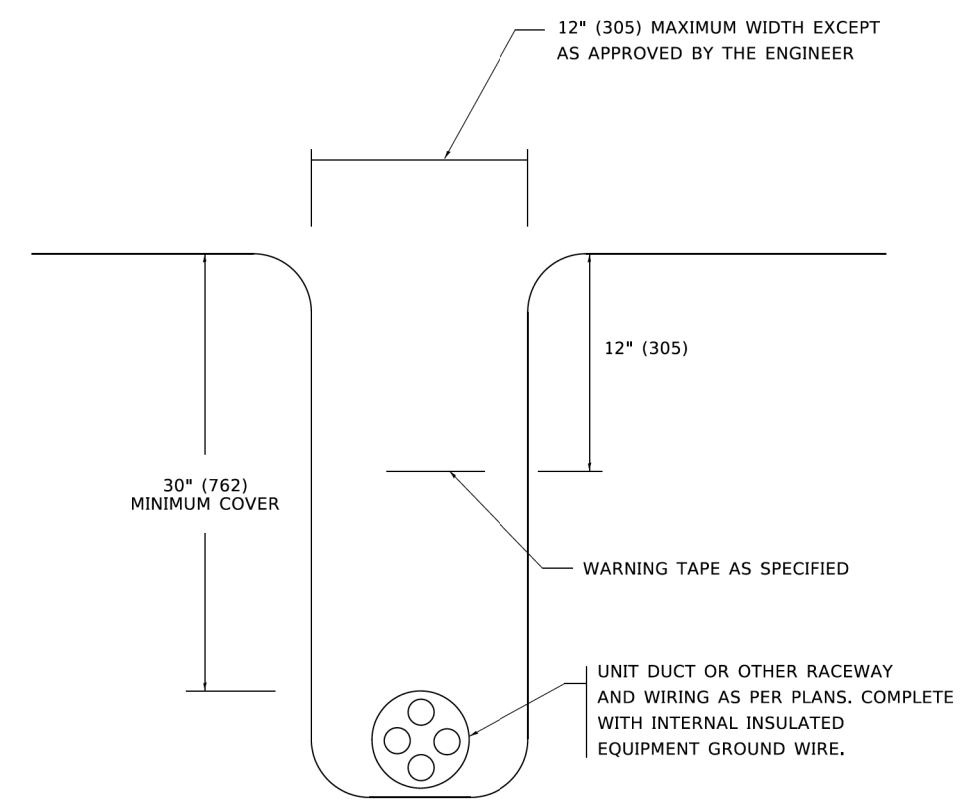 12" (305) MAXIMUM WIDTH EXCEPT
AS APPROVED BY THE ENGINEER
12" (305)
30" (762)
MINIMUM COVER
WARNING TAPE AS SPECIFIED
UNIT DUCT OR OTHER RACEWAY
AND WIRING AS PER PLANS. COMPLETE
WITH INTERNAL INSULATED
EQUIPMENT GROUND WIRE.